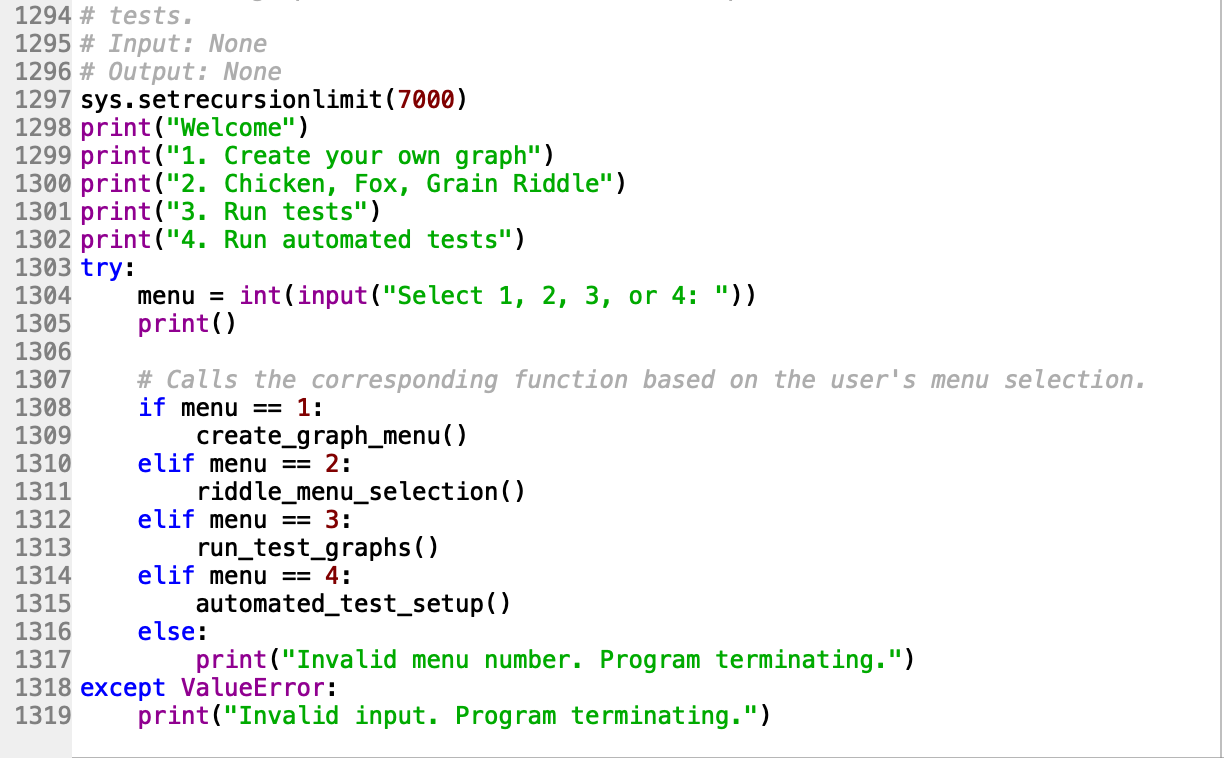 1294 # tests.
1295 # Input: None
1296 # Output: None
1297 sys.setrecursionlimit(7000)
1298 print("Welcome")
1299 print("1. Create your own graph")
1300 print("2. Chicken, Fox, Grain Riddle")
1301 print("3. Run tests")
1302 print("4. Run automated tests")
1303 try:
1304     menu = int(input("Select 1, 2, 3, or 4: "))
1305     print()
1306
1307     # Calls the corresponding function based on the user's menu selection.
1308     if menu == 1:
1309         create_graph_menu()
1310     elif menu == 2:
1311         riddle_menu_selection()
1312     elif menu == 3:
1313         run_test_graphs()
1314     elif menu == 4:
1315         automated_test_setup()
1316     else:
1317         print("Invalid menu number. Program terminating.")
1318 except ValueError:
1319     print("Invalid input. Program terminating.")